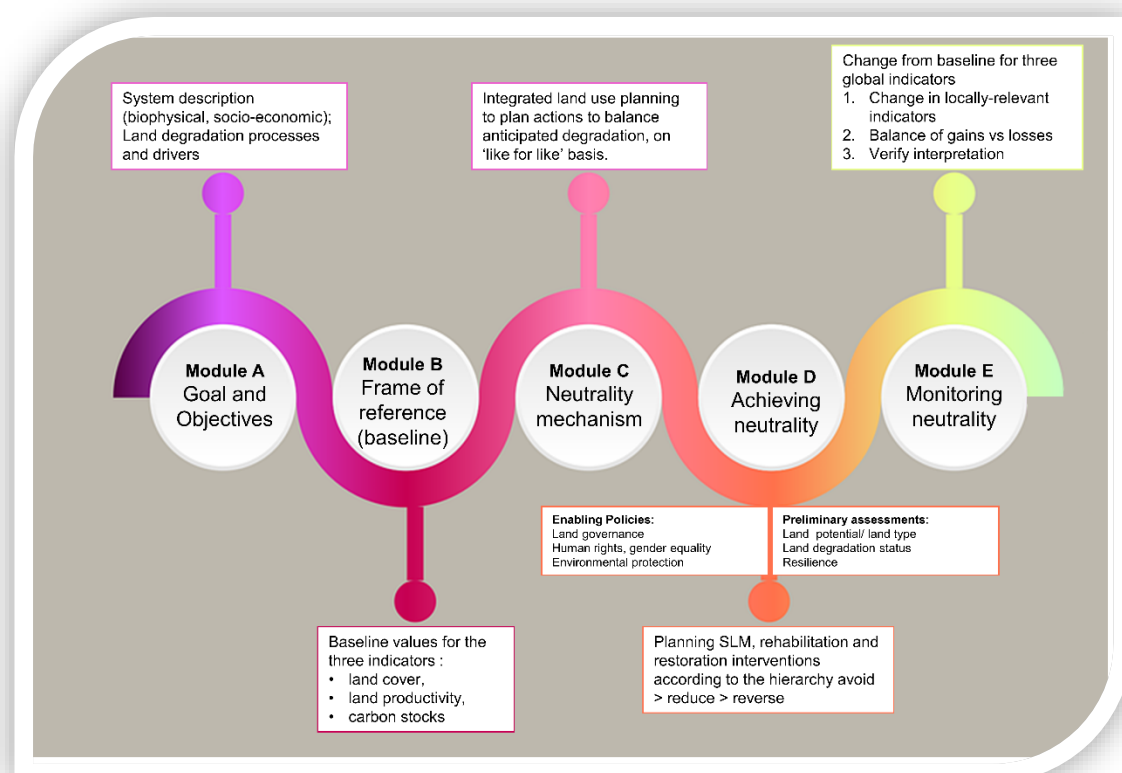 System description
(biophysical, socio-economic);
Land degradation processes
and drivers
Integrated land use planning
to plan actions to balance
anticipated degradation, on
‘like for like’ basis.
Change from baseline for three
global indicators
1. Change in locally-relevant
indicators
2. Balance of gains vs losses
3. Verify interpretation
Module A
Goal and
Objectives
Module B
Frame of
reference
(baseline)
Module C
Neutrality
mechanism
Module D
Achieving
neutrality
Module E
Monitoring
neutrality
Enabling Policies:
Land governance
Human rights, gender equality
Environmental protection
Preliminary assessments:
Land potential/ land type
Land degradation status
Resilience
Baseline values for the
three indicators :
• land cover,
• land productivity,
• carbon stocks
Planning SLM, rehabilitation and
restoration interventions
according to the hierarchy avoid
> reduce > reverse